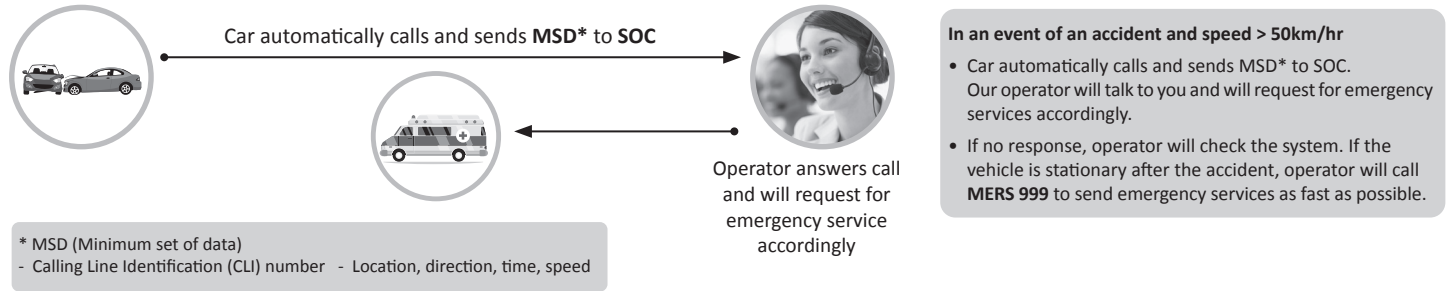 Car automatically calls and sends MSD* to SOC
Operator answers call
and will request for
emergency service
accordingly
* MSD (Minimum set of data)
- Calling Line Identification (CLI) number - Location, direction, time, speed
In an event of an accident and speed > 50km/hr
• Car automatically calls and sends MSD* to SOC.
Our operator will talk to you and will request for emergency
services accordingly.
• If no response, operator will check the system. If the
vehicle is stationary after the accident, operator will call
MERS 999 to send emergency services as fast as possible.